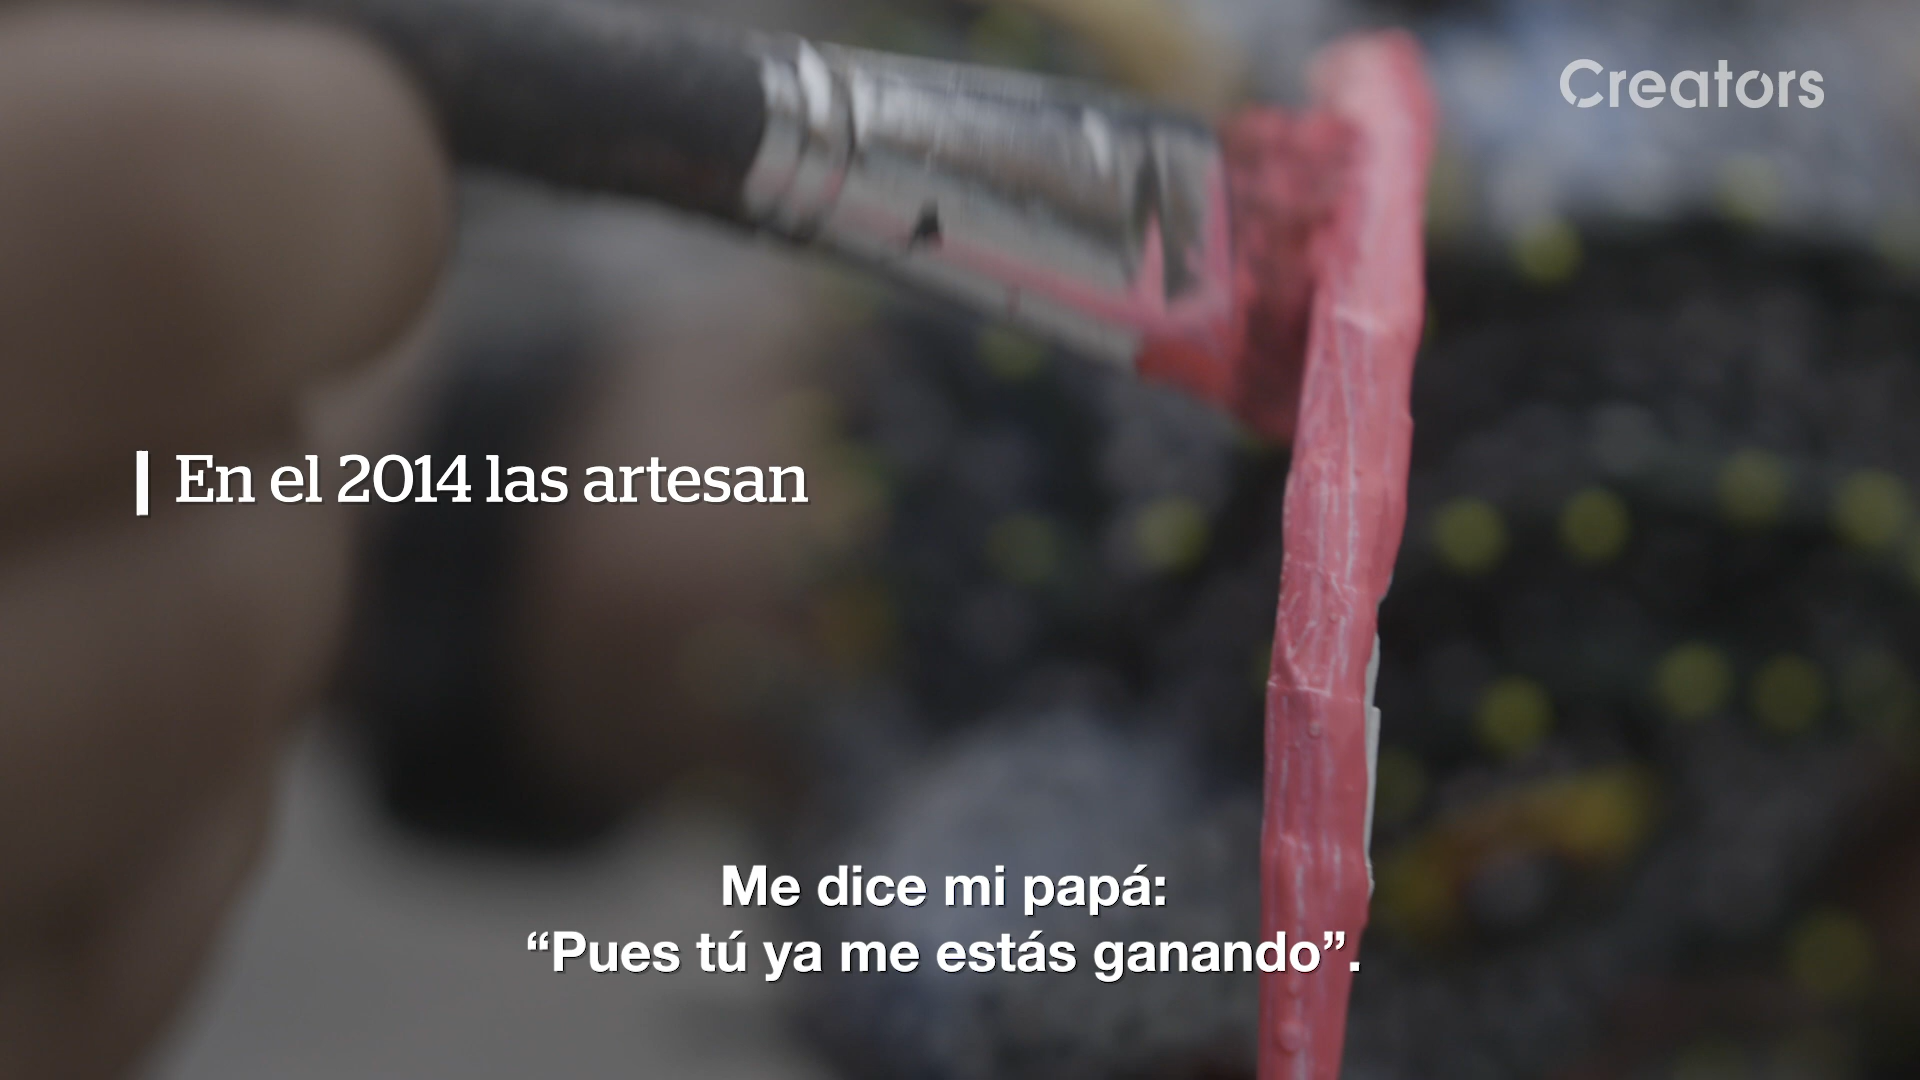 Creators
En el 2014 las artesan
Me dice mi papá:
“Pues tú ya me estás ganando”.